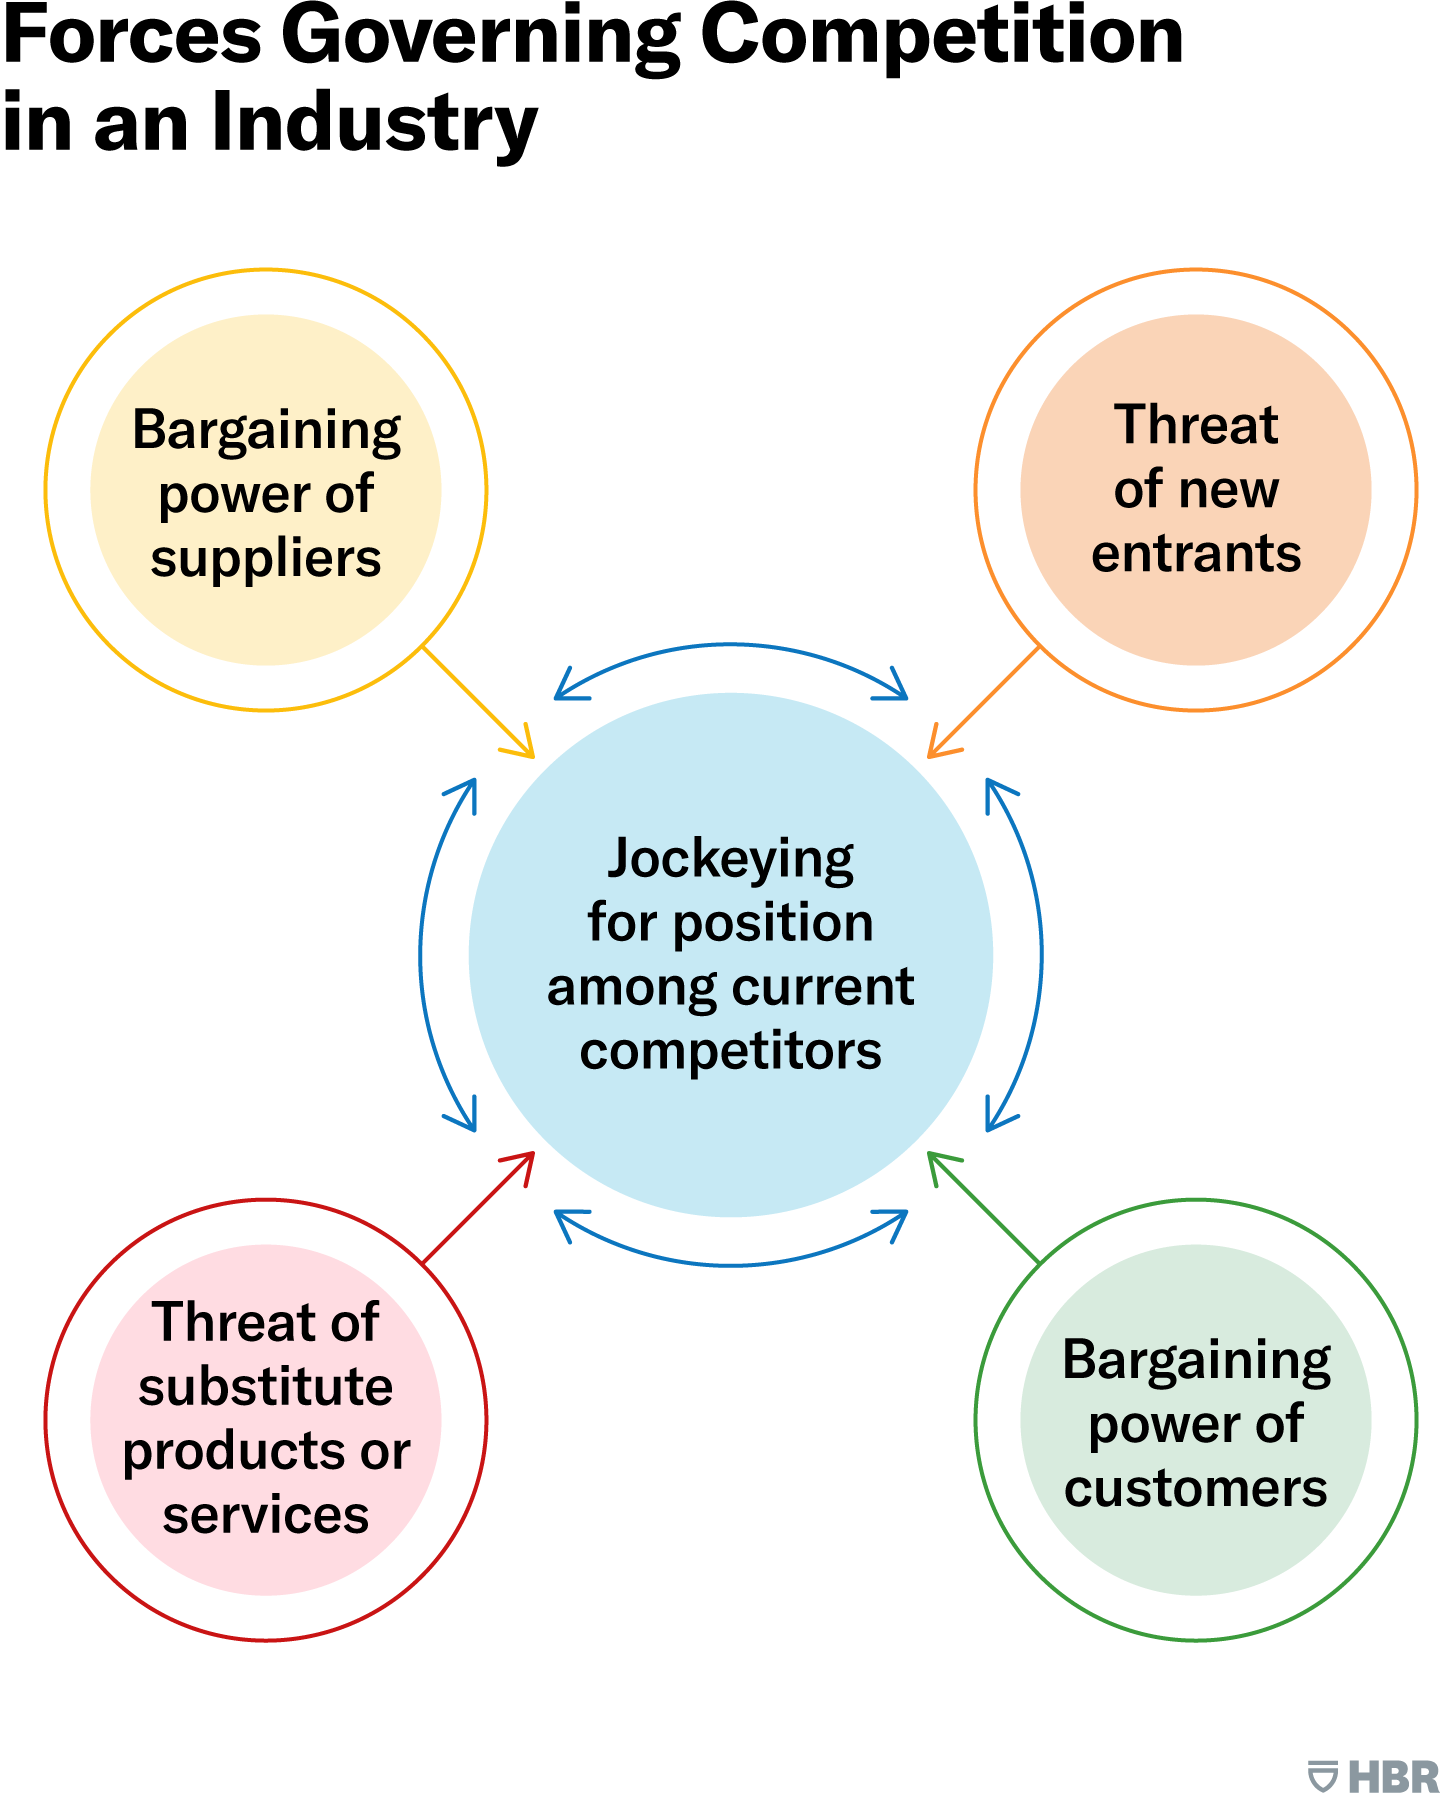 Forces Governing Competition
in an Industry
Bargaining
power of
suppliers
Threat
of new
entrants
Jockeying
for position
among current
competitors
Threat of
substitute
products or
services
Bargaining
power of
customers
HBR